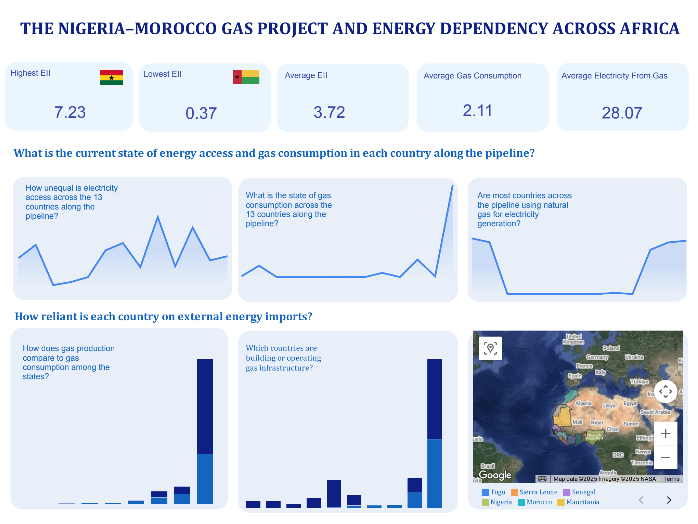 THE NIGERIA–MOROCCO GAS PROJECT AND ENERGY DEPENDENCY ACROSS AFRICA
Highest EII
7.23
Lowest EII
0.37
Average EII
3.72
Average Gas Consumption
2.11
Average Electricity From Gas
28.07
What is the current state of energy access and gas consumption in each country along the pipeline?
How unequal is electricity
access across the 13
countries along the
pipeline?
What is the state of gas
consumption across the
13 countries along the
pipeline?
Are most countries across
the pipeline using natural
gas for electricity
generation?
How reliant is each country on external energy imports?
How does gas production
compare to gas
consumption among the
states?
Which countries are
building or operating
gas infrastructure?
United
Kingdom
Poland
Germany
Ukraine
France
Italy
Spain
Türkiye
Algeria
Libya
Egypt
Saudi Arabia
Mali
Niger
Sudan
Chad
Ethiopia
DRC
Kenya
Tanzania
Angola
Brazil
Google
Map data ©2025 Imagery ©2025 NASA
Terms
Togo
Sierra Leone
Senegal
Nigeria
Morocco
Mauritania